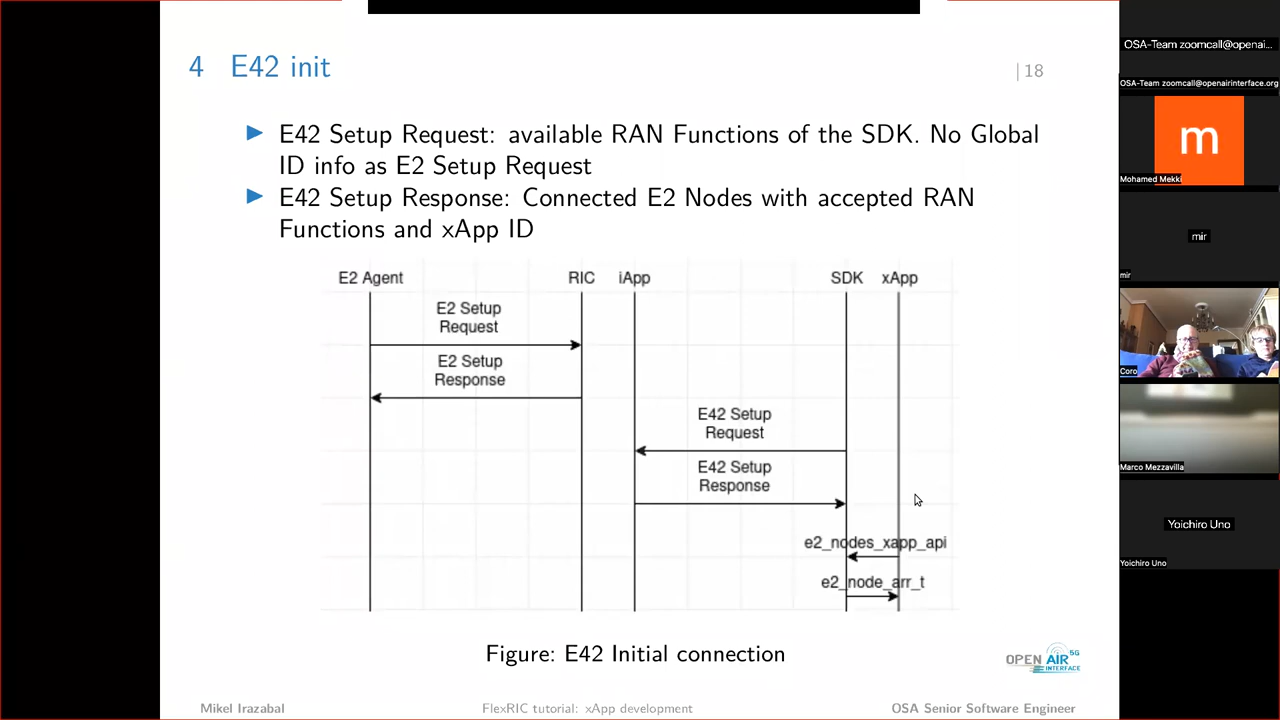 4 E42 init
| 18
E42 Setup Request: available RAN Functions of the SDK. No Global
ID info as E2 Setup Request
E42 Setup Response: Connected E2 Nodes with accepted RAN
Functions and xApp ID
E2 Agent RIC iApp SDK xApp
E2 Setup
Request
E2 Setup
Response
E42 Setup
Request
E42 Setup
Response
e2_nodes_xapp_api
e2_node_arr_t
Figure: E42 Initial connection
OPEN AIR 5G
INTERFACE
Mikel Irazabal FlexRIC tutorial: xApp development OSA Senior Software Engineer
OSA-Team zoomcall@openai...
OSA-Team zoomcall@openairinterface.org
m
Mohamed Mekki
mir
mir
Coro
Marco Mezzavilla
Yoichiro Uno
Yoichiro Uno